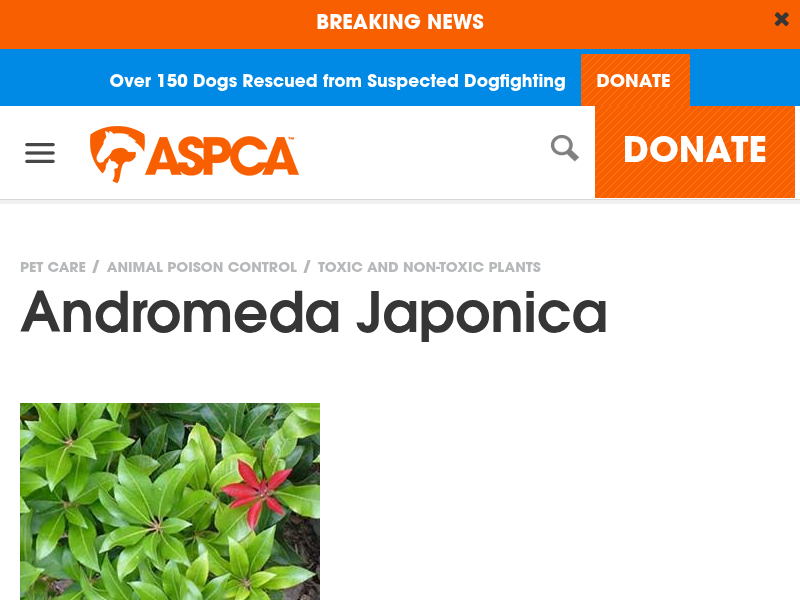 BREAKING NEWS
Over 150 Dogs Rescued from Suspected Dogfighting DONATE
ASPCA™ DONATE
PET CARE / ANIMAL POISON CONTROL / TOXIC AND NON-TOXIC PLANTS
Andromeda Japonica